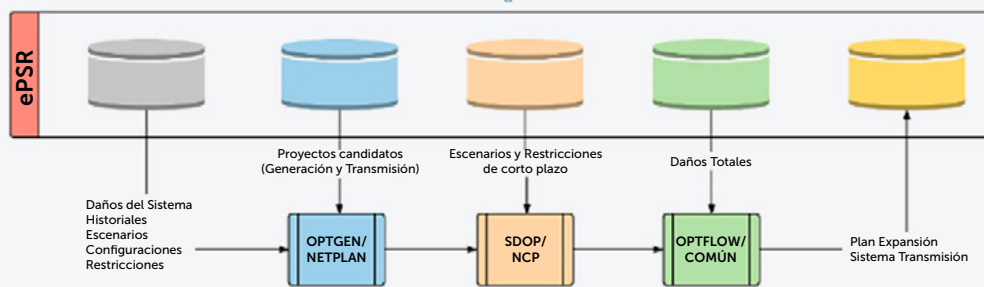 ePSR
Proyectos candidatos
(Generación y Transmisión)
Escenarios y Restricciones
de corto plazo
Daños Totales
Daños del Sistema
Historiales
Escenarios
Configuraciones
Restricciones
OPTGEN/
NETPLAN
SDOP/
NCP
OPTFLOW/
COMÚN
Plan Expansión
Sistema Transmisión